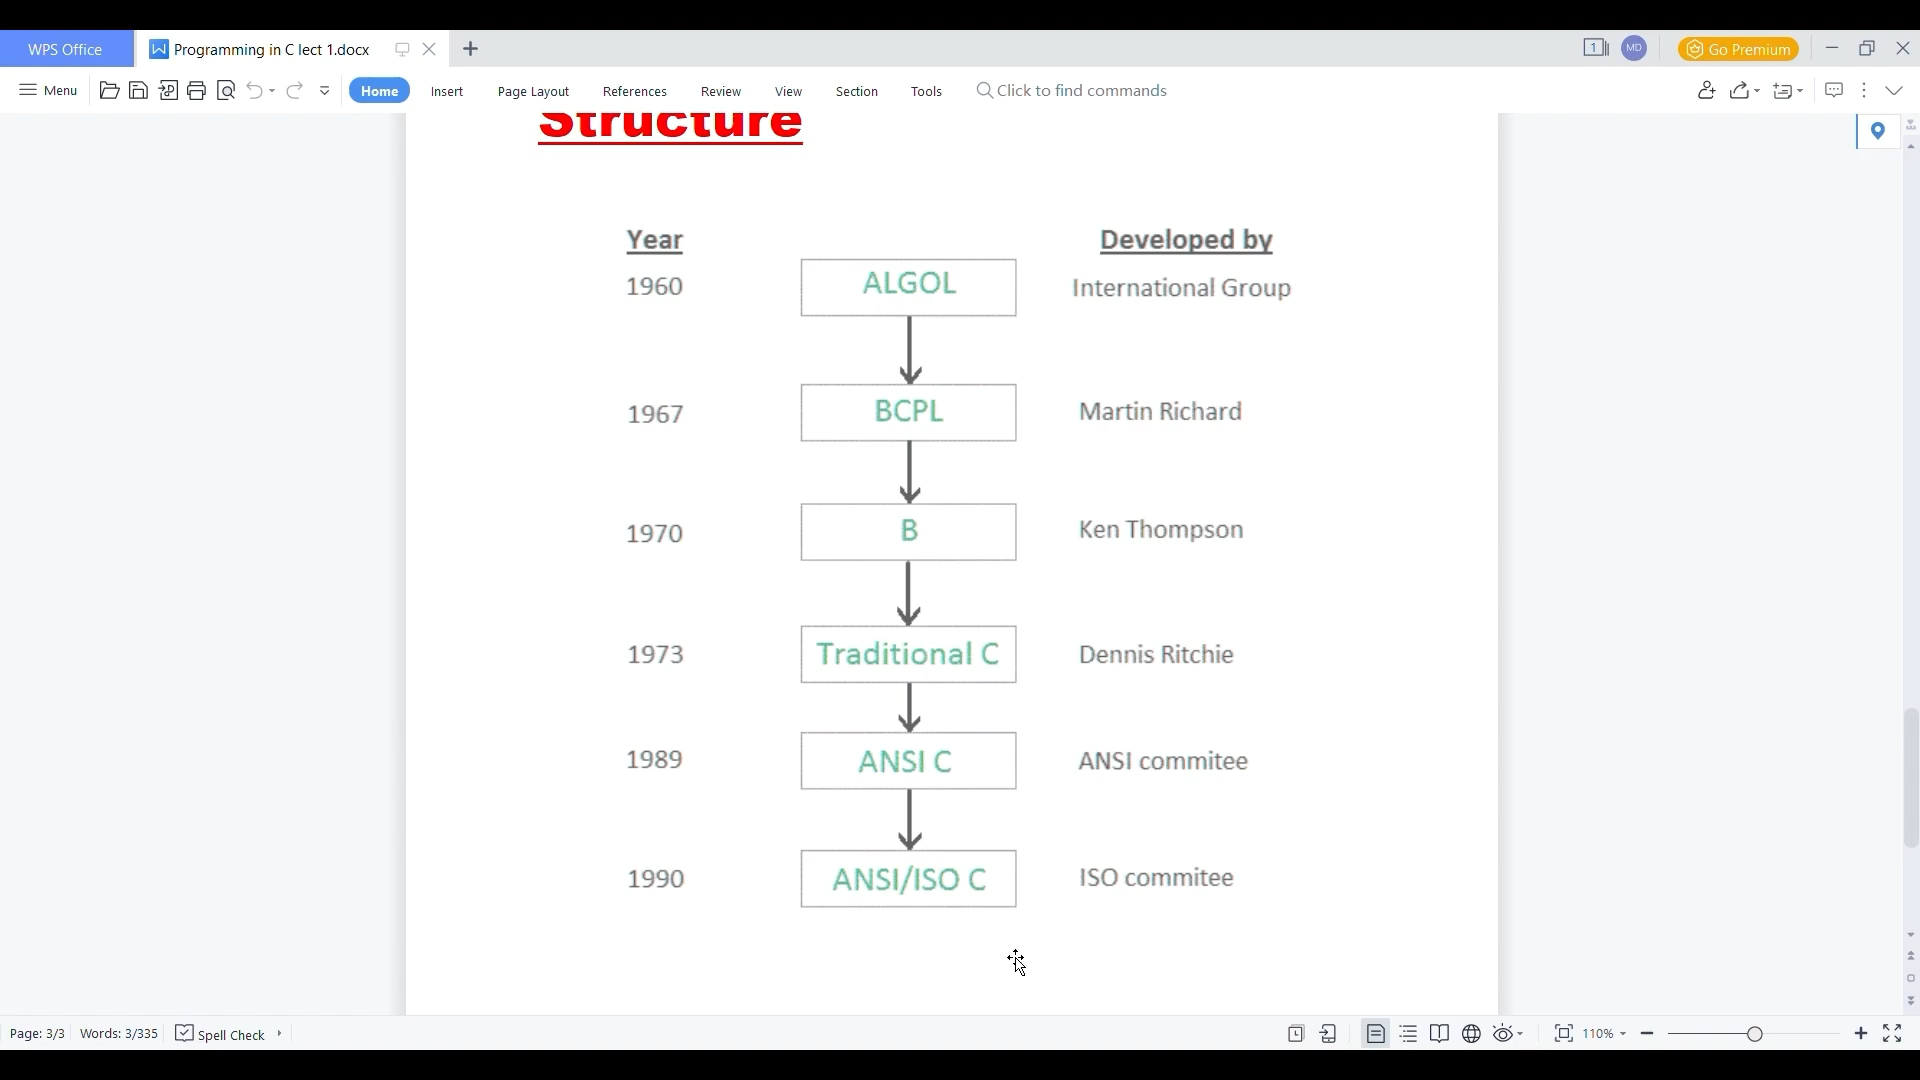 WPS Office
Programming in C lect 1.docx
1
MD
Go Premium
Menu
Home
Insert
Page Layout
References
Review
View
Section
Tools
Click to find commands
Structure
Year
Developed by
1960
ALGOL
International Group
1967
BCPL
Martin Richard
1970
B
Ken Thompson
1973
Traditional C
Dennis Ritchie
1989
ANSI C
ANSI commitee
1990
ANSI/ISO C
ISO commitee
Page: 3/3
Words: 3/335
Spell Check
110%